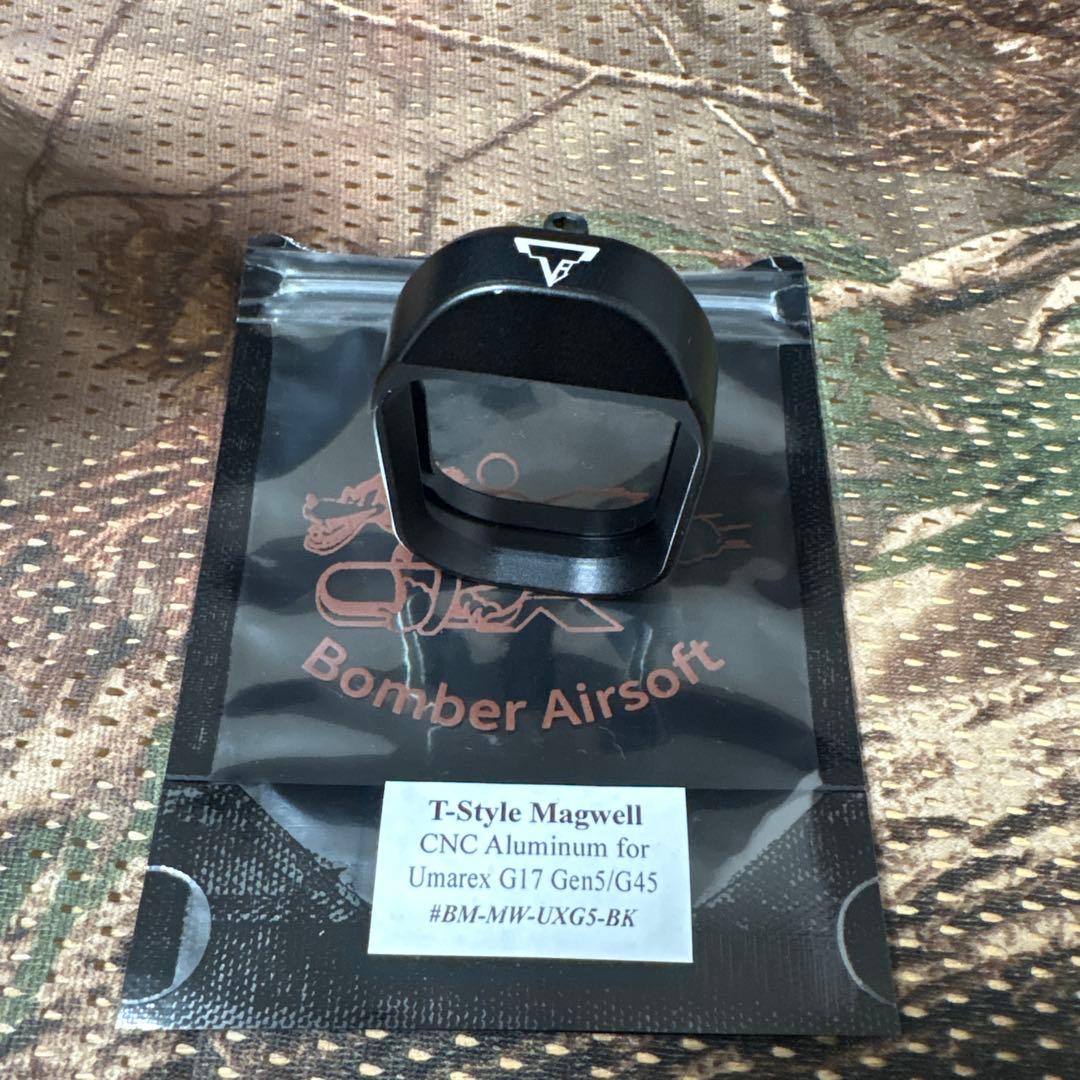 Bomber Airsoft
T-Style Magwell
CNC Aluminum for
Umarex G17 Gen5/G45
#BM-MW-UXG5-BK